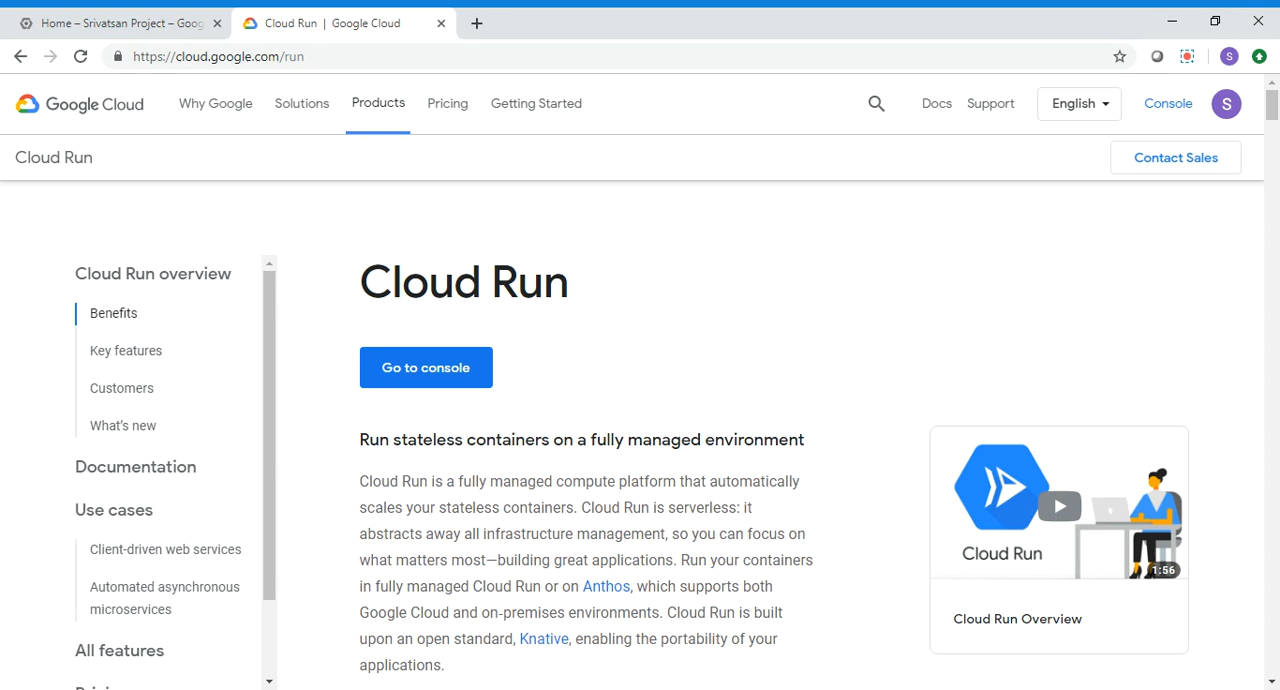 Home – Srivatsan Project – Goog
Cloud Run | Google Cloud
https://cloud.google.com/run
S
Google Cloud
Why Google
Solutions
Products
Pricing
Getting Started
Docs
Support
English
Console
S
Cloud Run
Contact Sales
Cloud Run overview
Benefits
Key features
Customers
What's new
Documentation
Use cases
Client-driven web services
Automated asynchronous
microservices
All features
Cloud Run
Go to console
Run stateless containers on a fully managed environment
Cloud Run is a fully managed compute platform that automatically
scales your stateless containers. Cloud Run is serverless: it
abstracts away all infrastructure management, so you can focus on
what matters most—building great applications. Run your containers
in fully managed Cloud Run or on Anthos, which supports both
Google Cloud and on-premises environments. Cloud Run is built
upon an open standard, Knative, enabling the portability of your
applications.
Cloud Run
1:56
Cloud Run Overview